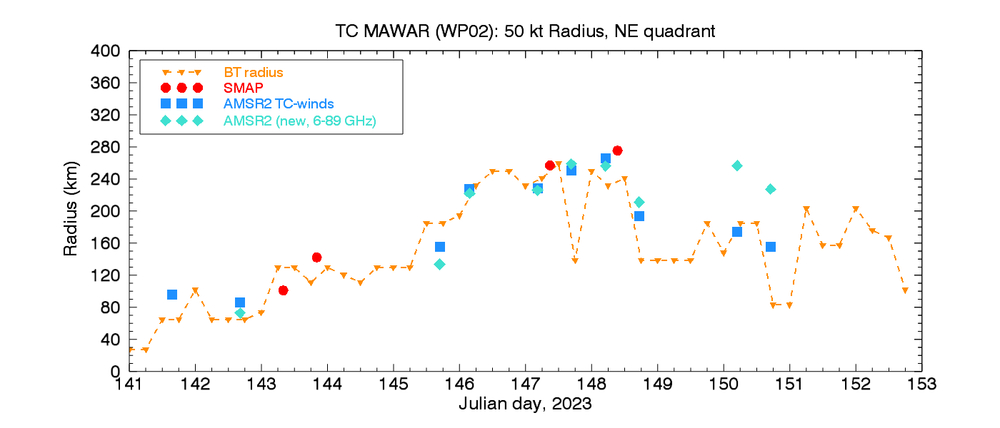 TC MAWAR (WP02): 50 kt Radius, NE quadrant
400
360
320
280
240
200
160
120
80
40
0
Radius (km)
BT radius
SMAP
AMSR2 TC-winds
AMSR2 (new, 6-89 GHz)
141 142 143 144 145 146 147 148 149 150 151 152 153
Julian day, 2023